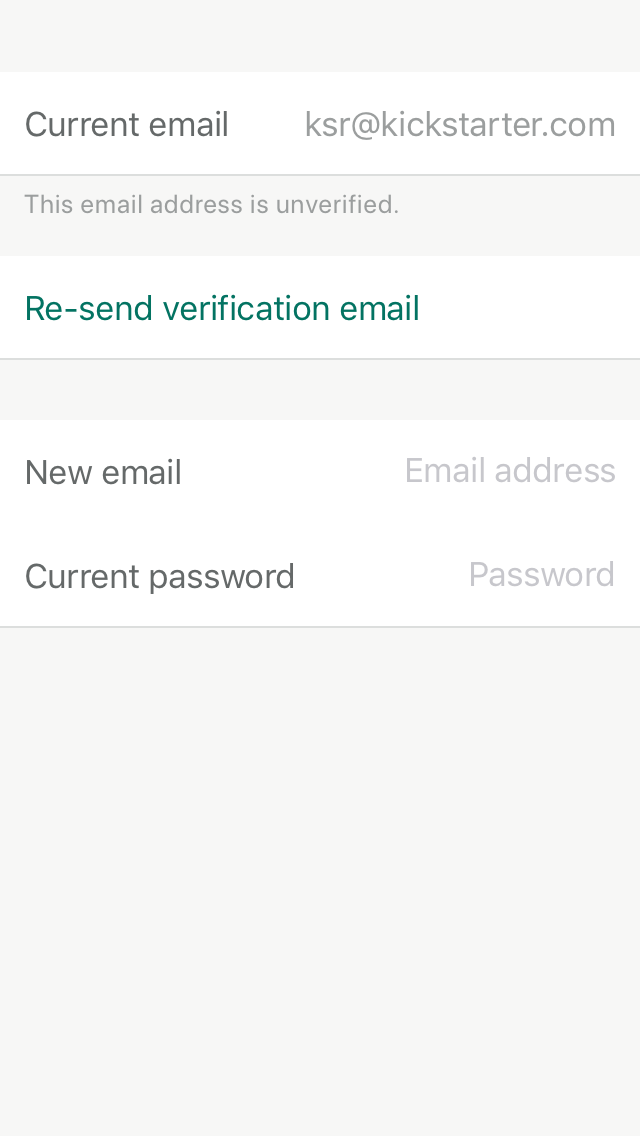 Current email ksr@kickstarter.com
This email address is unverified.
Re-send verification email
New email Email address
Current password Password